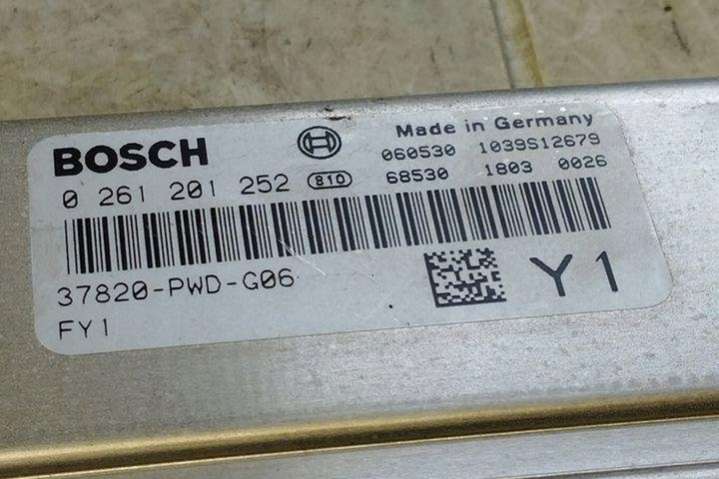 BOSCH
Made in Germany
0 261 201 252 810 060530 1039S12679
68530 1803 0026
37820-PWD-G06
FY1
Y1